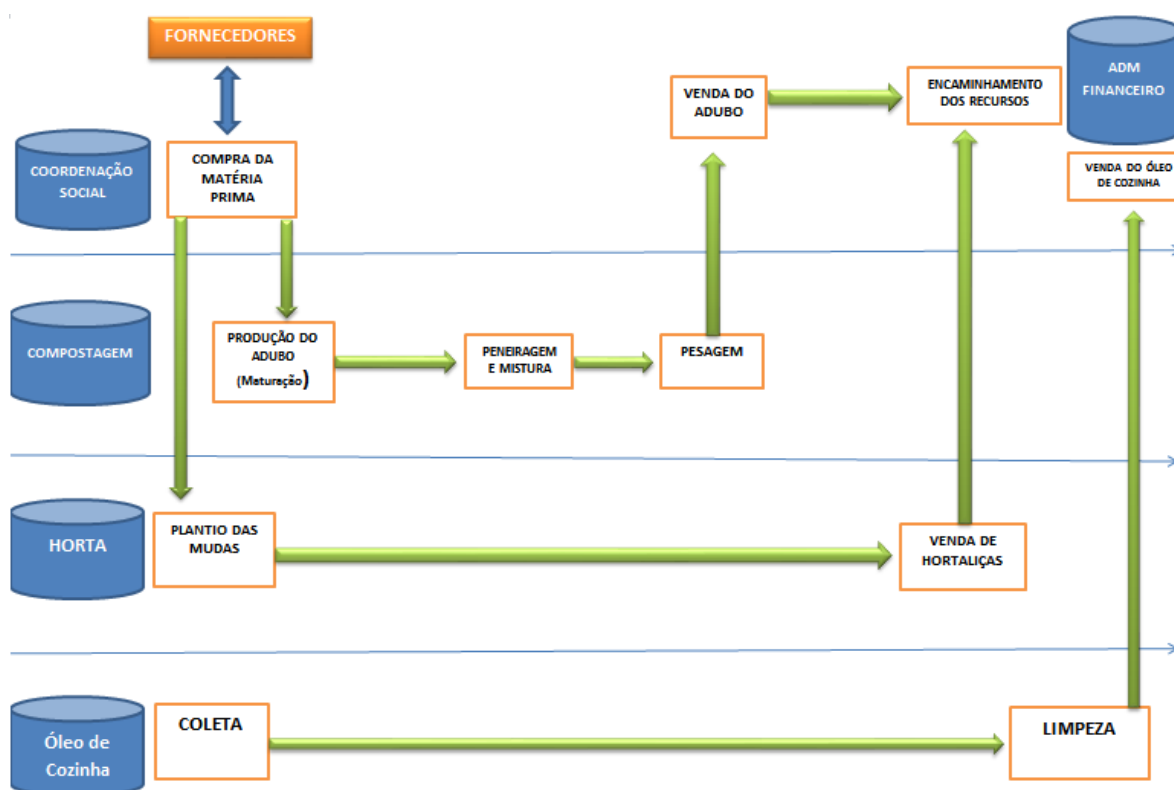 FORNECEDORES
ADM
FINANCEIRO
VENDA DO
ADUBO
ENCAMINHAMENTO
DOS RECURSOS
COORDENAÇÃO
SOCIAL
COMPRA DA
MATÉRIA
PRIMA
VENDA DO ÓLEO
DE COZINHA
COMPOSTAGEM
PRODUÇÃO DO
ADUBO
(Maturação)
PENEIRAGEM
E MISTURA
PESAGEM
HORTA
PLANTIO DAS
MUDAS
VENDA DE
HORTALIÇAS
Óleo de
Cozinha
COLETA
LIMPEZA